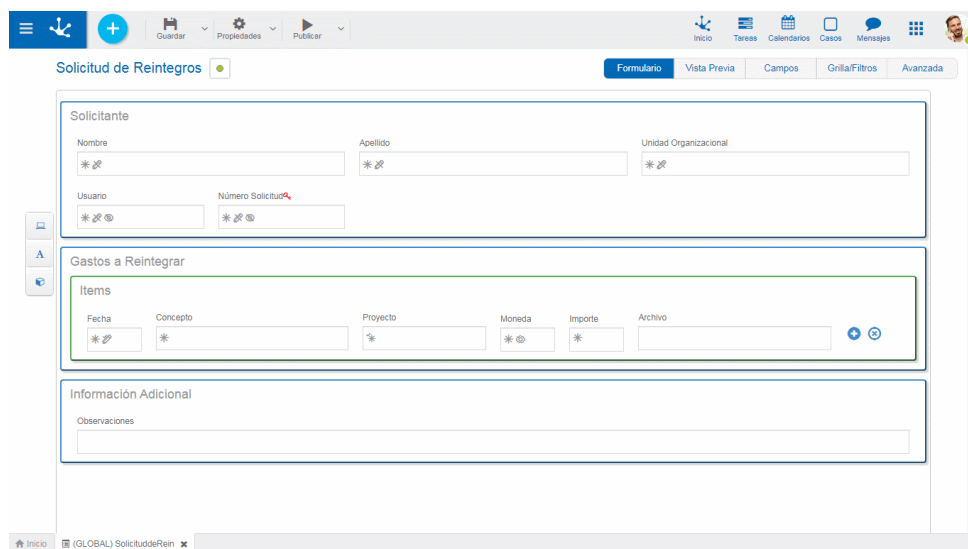 Guardar
Propiedades
Publicar
Inicio
Tareas
Calendarios
Casos
Mensajes
Solicitud de Reintegros
Formulario
Vista Previa
Campos
Grilla/Filtros
Avanzada
Solicitante
Nombre
Apellido
Unidad Organizacional
Usuario
Número Solicitud
A
Gastos a Reintegrar
Items
Fecha
Concepto
Proyecto
Moneda
Importe
Archivo
Información Adicional
Observaciones
Inicio
(GLOBAL) SolicituddeRein